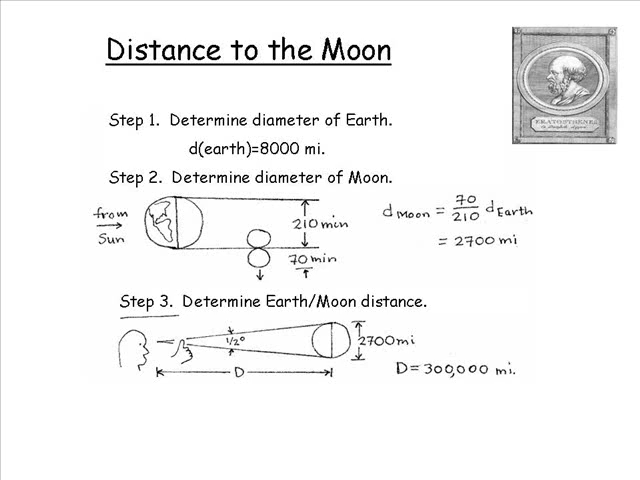 Distance to the Moon
ERATOSTHENES
Step 1. Determine diameter of Earth.
d(earth)=8000 mi.
Step 2. Determine diameter of Moon.
from
Sun
210 min
70 min
d Moon = 70/210 d Earth
= 2700 mi
Step 3. Determine Earth/Moon distance.
1/2°
2700 mi
D
D = 300,000 mi.